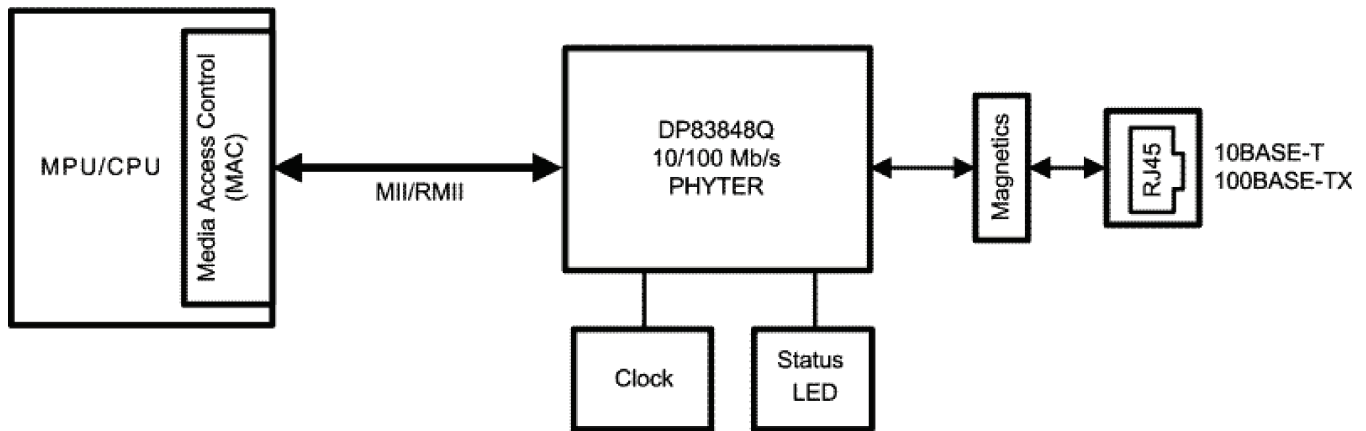 MPU/CPU
Media Access Control
(MAC)
MII/RMII
DP83848Q
10/100 Mb/s
PHYTER
Magnetics
RJ45
10BASE-T
100BASE-TX
Clock
Status
LED